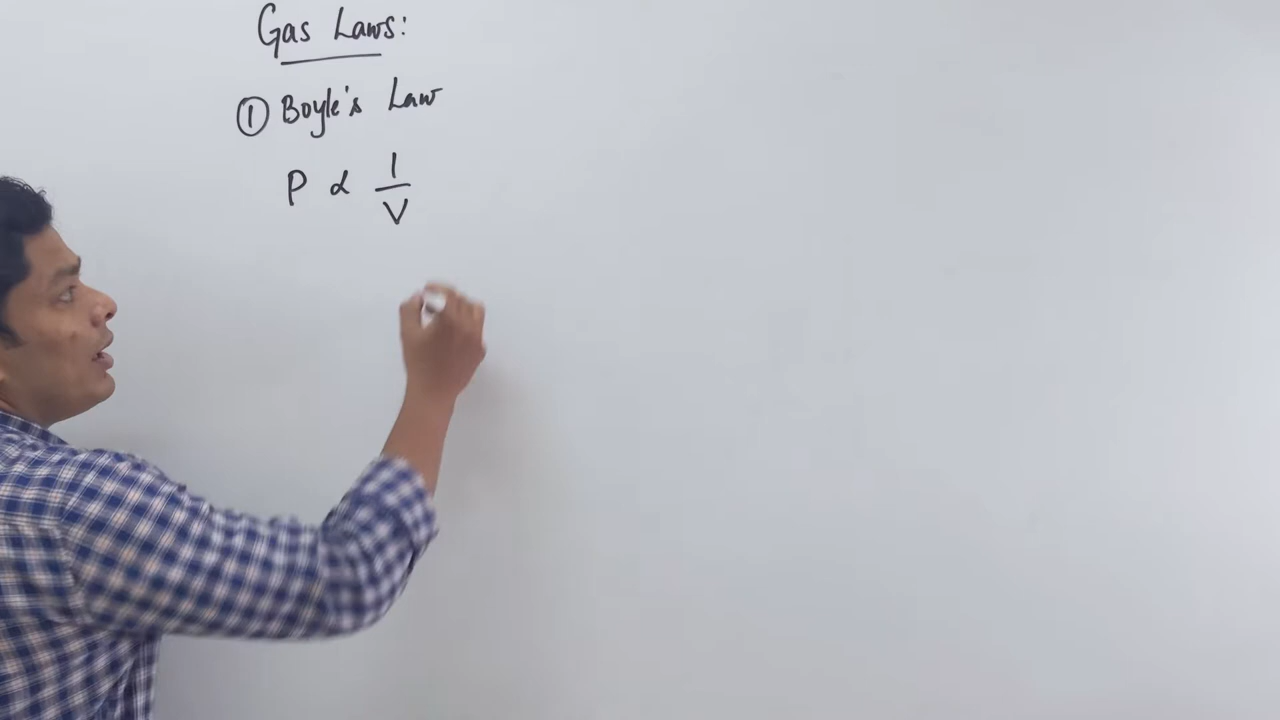 Gas Laws:
① Boyle's Law
P ∝ 1/V